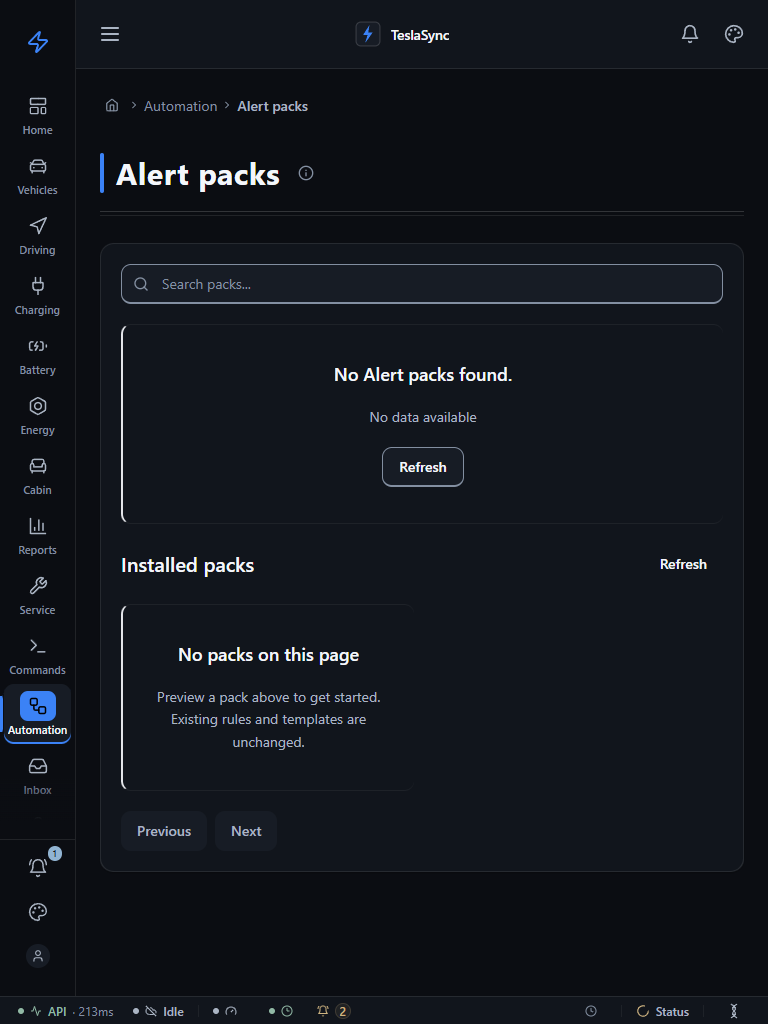 TeslaSync
Home
Vehicles
Driving
Charging
Battery
Energy
Cabin
Reports
Service
Commands
Automation
Inbox
1
Automation
Alert packs
Alert packs
Search packs...
No Alert packs found.
No data available
Refresh
Installed packs
Refresh
No packs on this page
Preview a pack above to get started.
Existing rules and templates are
unchanged.
Previous
Next
API · 213ms
Idle
2
Status